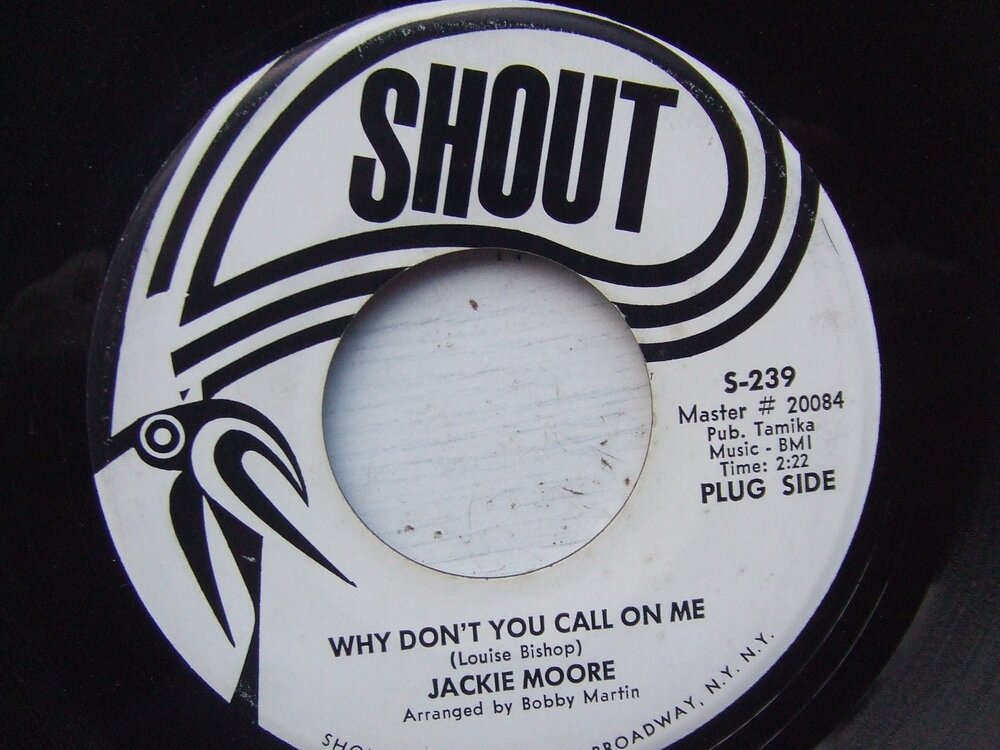 SHOUT
S-239
Master # 20084
Pub. Tamika
Music - BMI
Time: 2:22
PLUG SIDE
WHY DON'T YOU CALL ON ME
(Louise Bishop)
JACKIE MOORE
Arranged by Bobby Martin
BROADWAY, N.Y. N.Y.